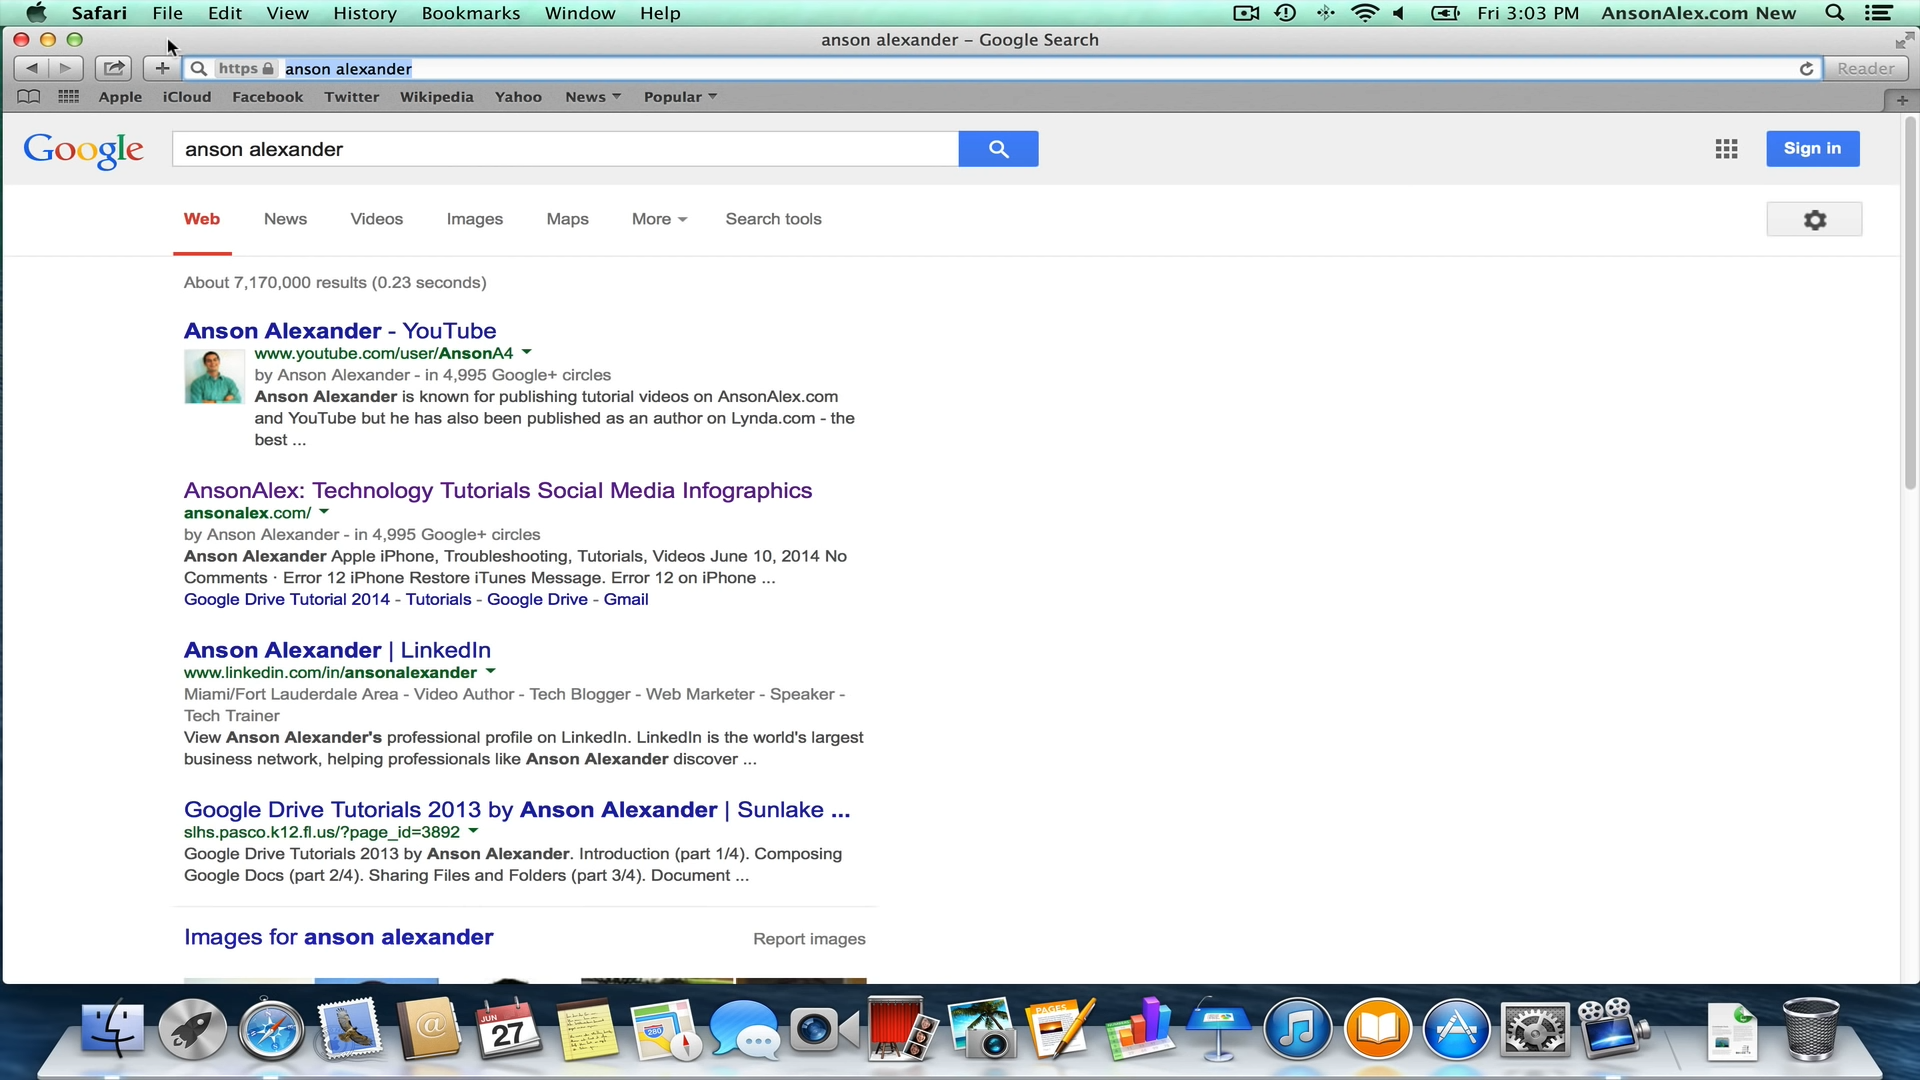 Safari File Edit View History Bookmarks Window Help Fri 3:03 PM AnsonAlex.com New
anson alexander – Google Search
https anson alexander Reader
Apple iCloud Facebook Twitter Wikipedia Yahoo News Popular
Google anson alexander Sign in
Web News Videos Images Maps More Search tools
About 7,170,000 results (0.23 seconds)
Anson Alexander - YouTube
www.youtube.com/user/AnsonA4
by Anson Alexander - in 4,995 Google+ circles
Anson Alexander is known for publishing tutorial videos on AnsonAlex.com
and YouTube but he has also been published as an author on Lynda.com - the
best ...
AnsonAlex: Technology Tutorials Social Media Infographics
ansonalex.com/
by Anson Alexander - in 4,995 Google+ circles
Anson Alexander Apple iPhone, Troubleshooting, Tutorials, Videos June 10, 2014 No
Comments · Error 12 iPhone Restore iTunes Message. Error 12 on iPhone ...
Google Drive Tutorial 2014 - Tutorials - Google Drive - Gmail
Anson Alexander | LinkedIn
www.linkedin.com/in/ansonalexander
Miami/Fort Lauderdale Area - Video Author - Tech Blogger - Web Marketer - Speaker -
Tech Trainer
View Anson Alexander's professional profile on LinkedIn. LinkedIn is the world's largest
business network, helping professionals like Anson Alexander discover ...
Google Drive Tutorials 2013 by Anson Alexander | Sunlake ...
slhs.pasco.k12.fl.us/?page_id=3892
Google Drive Tutorials 2013 by Anson Alexander. Introduction (part 1/4). Composing
Google Docs (part 2/4). Sharing Files and Folders (part 3/4). Document ...
Images for anson alexander Report images
JUN
27
280
PAGES